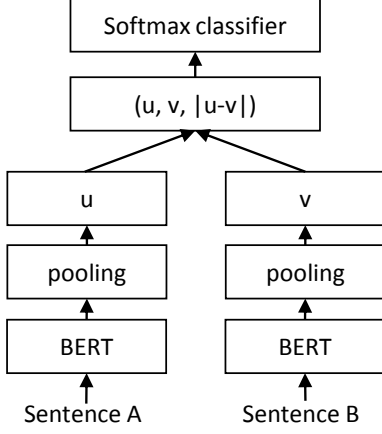 Softmax classifier
(u, v, |u-v|)
u
v
pooling
pooling
BERT
BERT
Sentence A
Sentence B